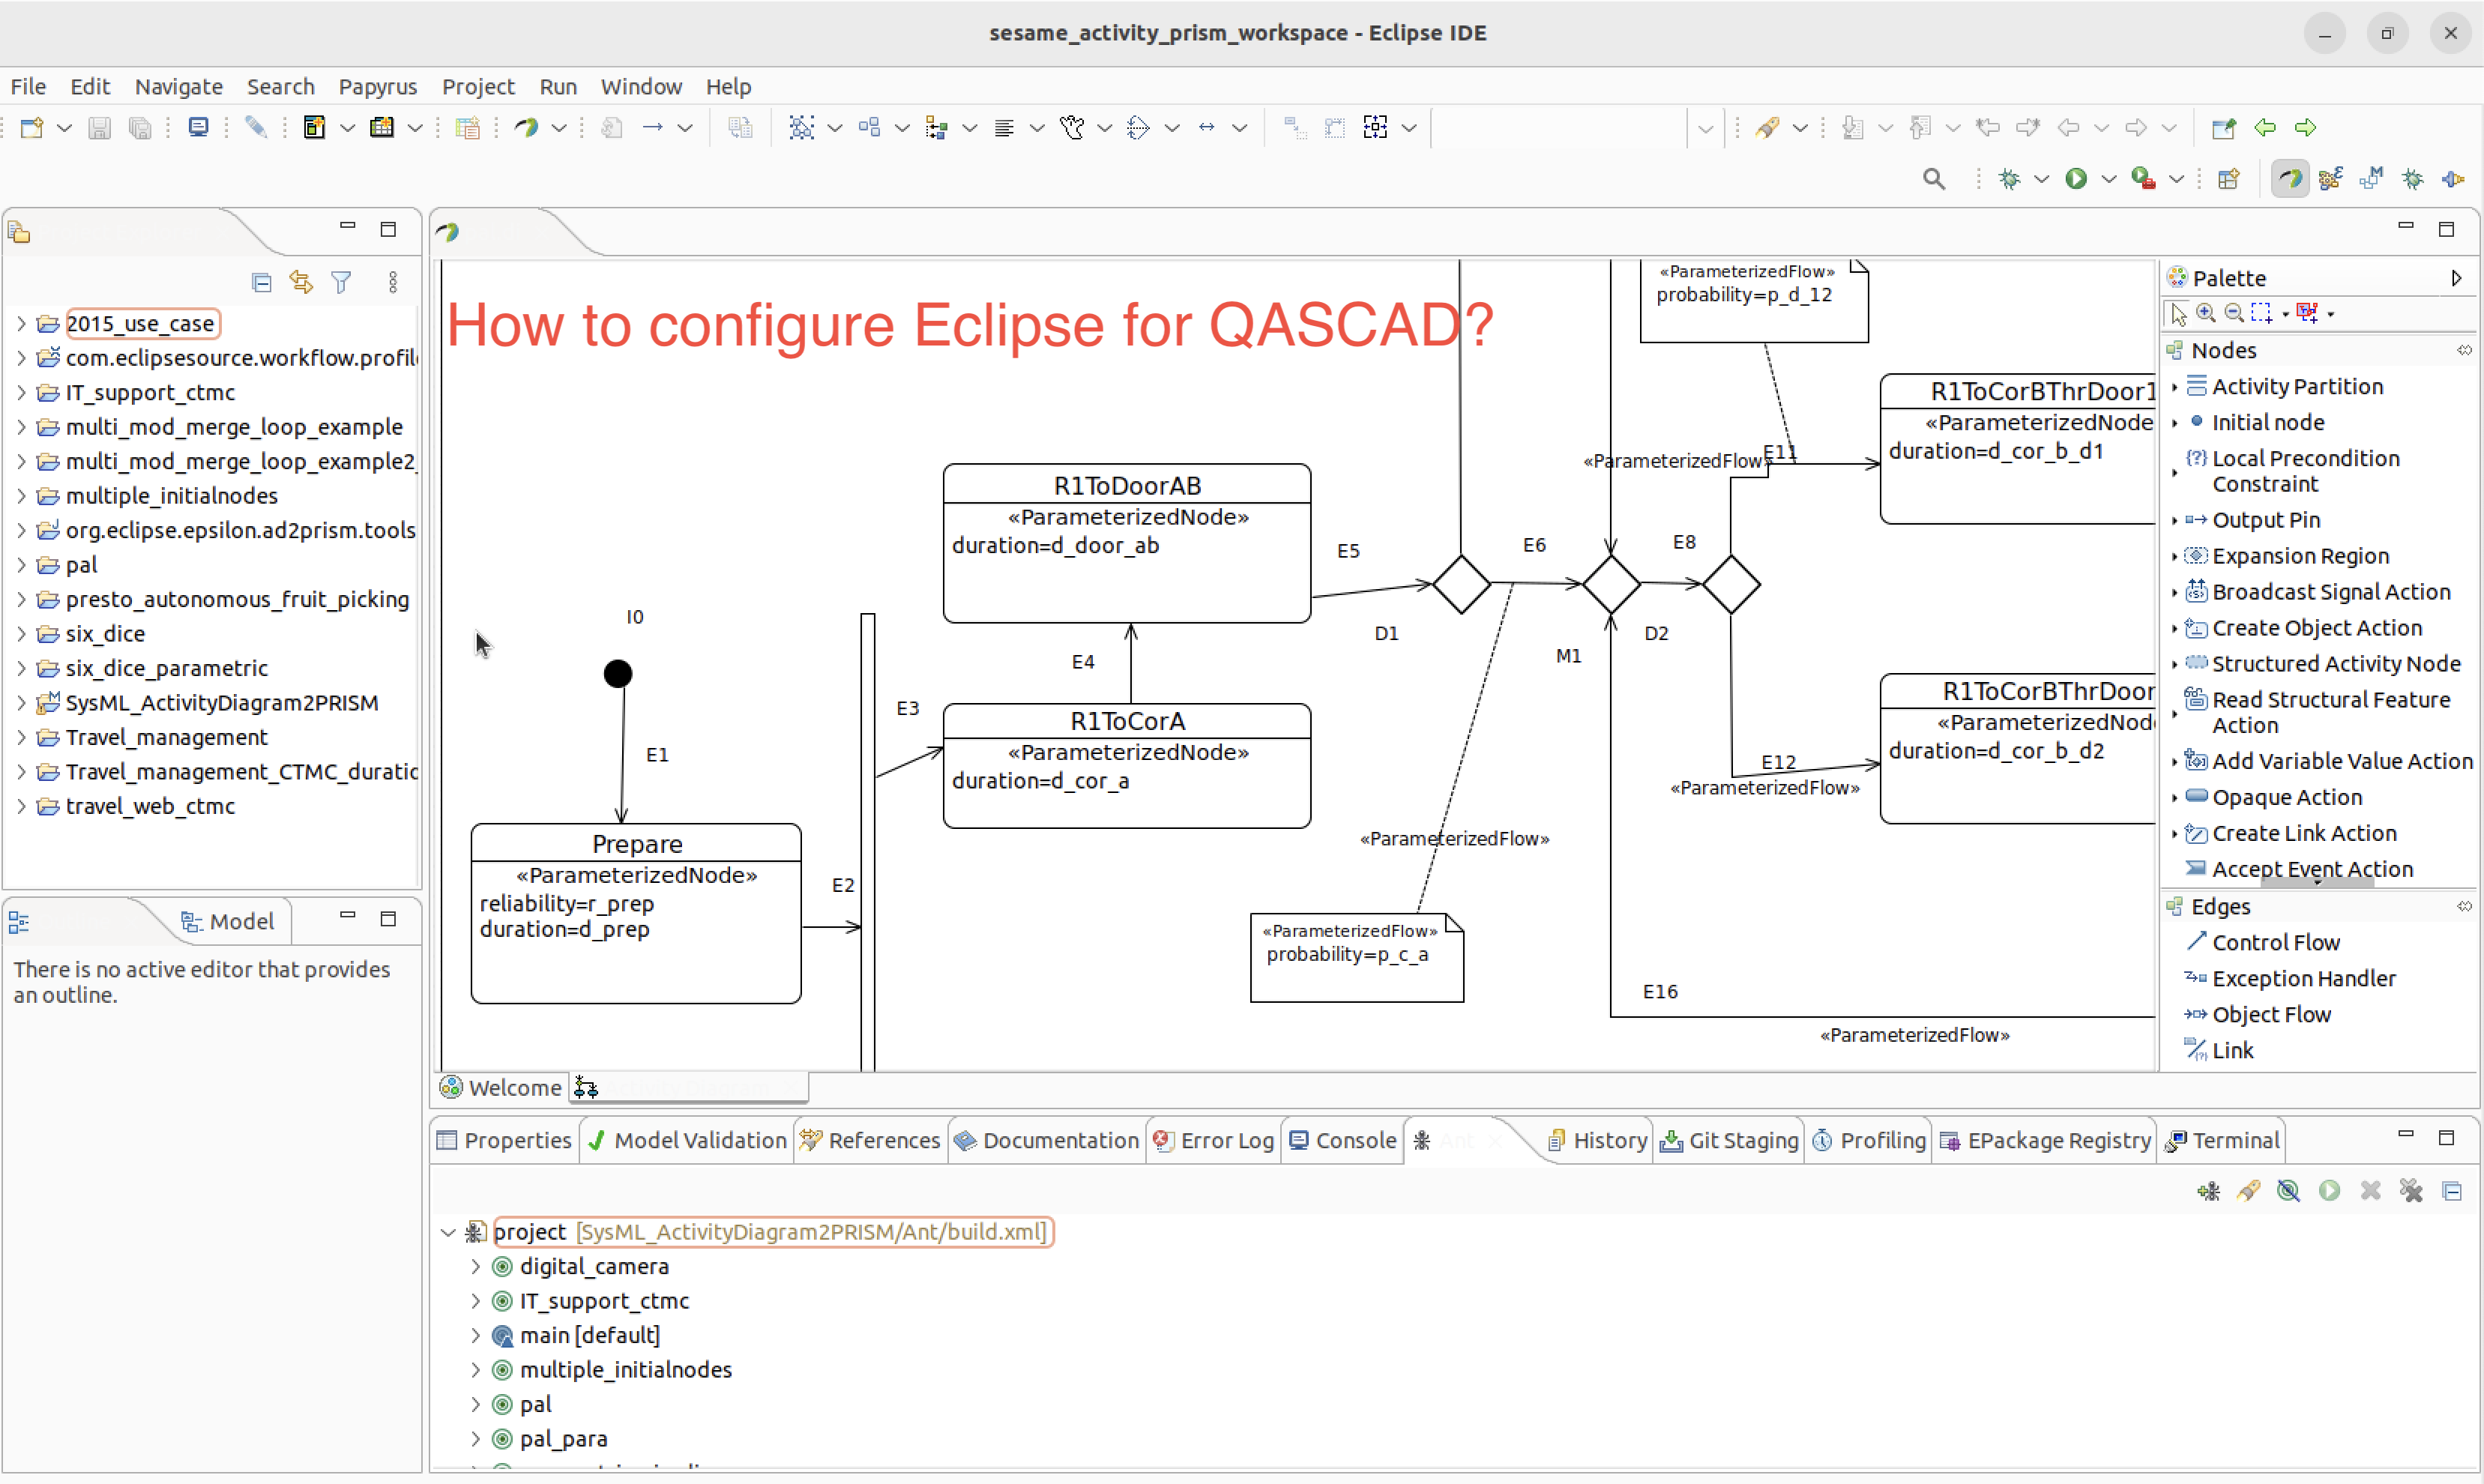 sesame_activity_prism_workspace - Eclipse IDE
File Edit Navigate Search Papyrus Project Run Window Help
2015_use_case
com.eclipsesource.workflow.profil
IT_support_ctmc
multi_mod_merge_loop_example
multi_mod_merge_loop_example2_
multiple_initialnodes
org.eclipse.epsilon.ad2prism.tools
pal
presto_autonomous_fruit_picking
six_dice
six_dice_parametric
SysML_ActivityDiagram2PRISM
Travel_management
Travel_management_CTMC_duratio
travel_web_ctmc
Model
There is no active editor that provides
an outline.
How to configure Eclipse for QASCAD?
«ParameterizedFlow»
probability=p_d_12
R1ToCorBThrDoor1
«ParameterizedNode
duration=d_cor_b_d1
E11
«ParameterizedFlow»
R1ToDoorAB
«ParameterizedNode»
duration=d_door_ab
E5
E6
E8
D1
M1
D2
I0
E4
E1
E3
R1ToCorA
«ParameterizedNode»
duration=d_cor_a
R1ToCorBThrDoor
«ParameterizedNode
duration=d_cor_b_d2
E12
«ParameterizedFlow»
Prepare
«ParameterizedNode»
reliability=r_prep
duration=d_prep
E2
«ParameterizedFlow»
«ParameterizedFlow»
probability=p_c_a
E16
«ParameterizedFlow»
Welcome
Palette
Nodes
Activity Partition
Initial node
Local Precondition
Constraint
Output Pin
Expansion Region
Broadcast Signal Action
Create Object Action
Structured Activity Node
Read Structural Feature
Action
Add Variable Value Action
Opaque Action
Create Link Action
Accept Event Action
Edges
Control Flow
Exception Handler
Object Flow
Link
Properties Model Validation References Documentation Error Log Console Ant History Git Staging Profiling EPackage Registry Terminal
project [SysML_ActivityDiagram2PRISM/Ant/build.xml]
digital_camera
IT_support_ctmc
main [default]
multiple_initialnodes
pal
pal_para